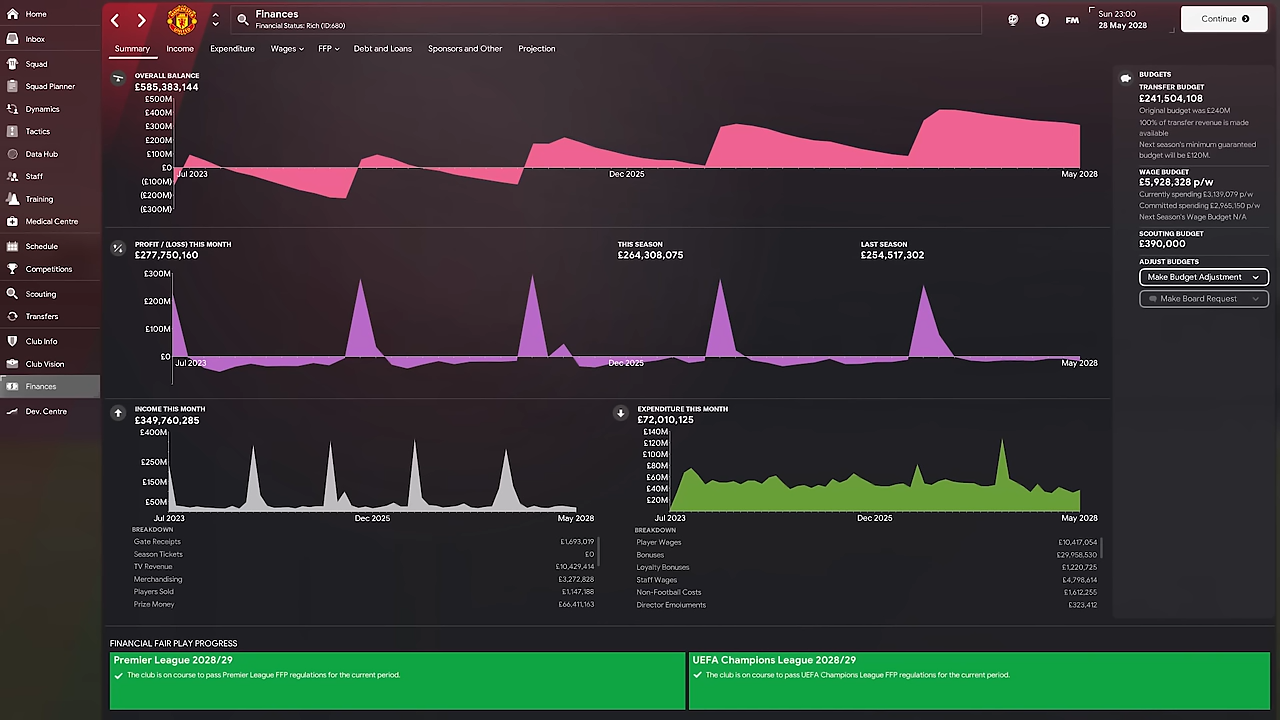 Home
Inbox
Squad
Squad Planner
Dynamics
Tactics
Data Hub
Staff
Training
Medical Centre
Schedule
Competitions
Scouting
Transfers
Club Info
Club Vision
Finances
Dev. Centre
Finances
Financial Status: Rich (ID:680)
FM
Sun 23:00
28 May 2028
Continue
Summary Income Expenditure Wages FFP Debt and Loans Sponsors and Other Projection
OVERALL BALANCE
£585,383,144
£500M
£400M
£300M
£200M
£100M
£0
(£100M)
(£200M)
(£300M)
Jul 2023 Dec 2025 May 2028
PROFIT / (LOSS) THIS MONTH
£277,750,160
THIS SEASON
£264,308,075
LAST SEASON
£254,517,302
£300M
£200M
£100M
£0
Jul 2023 Dec 2025 May 2028
INCOME THIS MONTH
£349,760,285
£400M
£250M
£150M
£50M
Jul 2023 Dec 2025 May 2028
BREAKDOWN
Gate Receipts £1,693,019
Season Tickets £0
TV Revenue £10,429,414
Merchandising £3,272,828
Players Sold £1,147,188
Prize Money £66,411,163
EXPENDITURE THIS MONTH
£72,010,125
£140M
£120M
£100M
£80M
£60M
£40M
£20M
Jul 2023 Dec 2025 May 2028
BREAKDOWN
Player Wages £10,417,054
Bonuses £29,958,530
Loyalty Bonuses £1,220,725
Staff Wages £4,798,614
Non-Football Costs £1,612,255
Director Emoluments £323,412
BUDGETS
TRANSFER BUDGET
£241,504,108
Original budget was £240M
100% of transfer revenue is made
available
Next season's minimum guaranteed
budget will be £120M.
WAGE BUDGET
£5,928,328 p/w
Currently spending £3,139,079 p/w
Committed spending £2,965,150 p/w
Next Season's Wage Budget N/A
SCOUTING BUDGET
£390,000
ADJUST BUDGETS
Make Budget Adjustment
Make Board Request
FINANCIAL FAIR PLAY PROGRESS
Premier League 2028/29
The club is on course to pass Premier League FFP regulations for the current period.
UEFA Champions League 2028/29
The club is on course to pass UEFA Champions League FFP regulations for the current period.